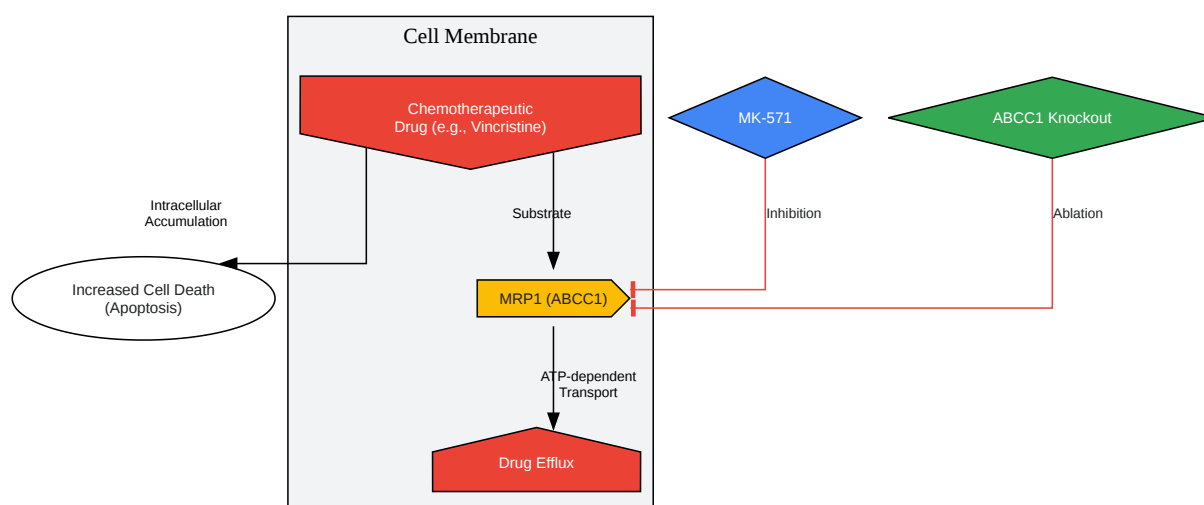 Cell Membrane
Chemotherapeutic
Drug (e.g., Vincristine)
MK-571
ABCC1 Knockout
Intracellular
Accumulation
Substrate
Inhibition
Ablation
Increased Cell Death
(Apoptosis)
MRP1 (ABCC1)
ATP-dependent
Transport
Drug Efflux